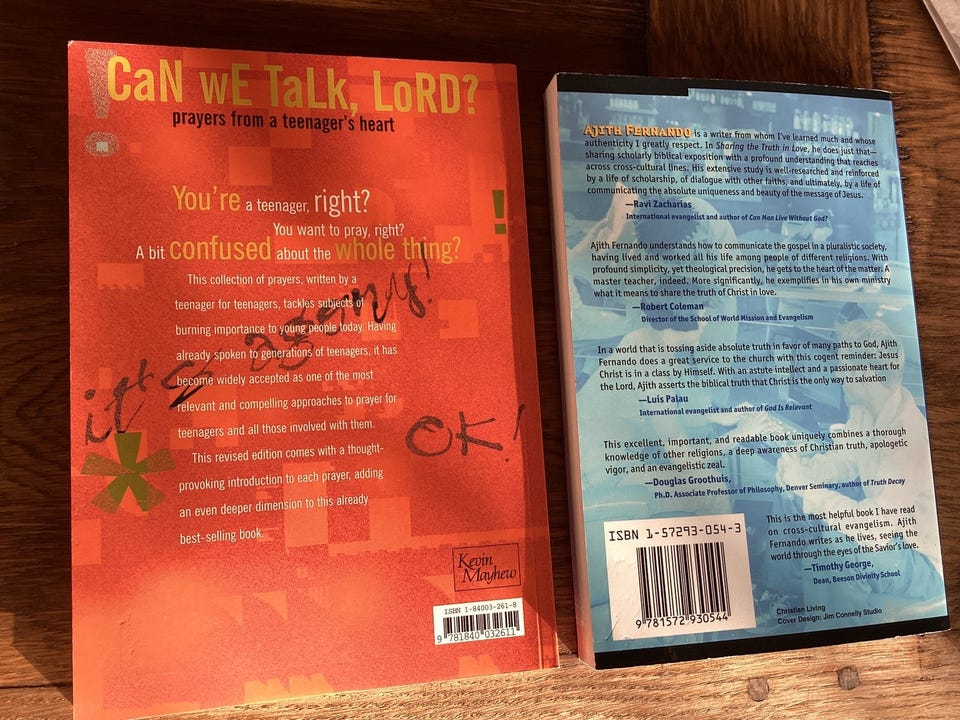 CaN wE TaLk, LoRD?
prayers from a teenager's heart
You're a teenager, right?
You want to pray, right?
A bit confused about the whole thing?
This collection of prayers, written by a
teenager for teenagers, tackles subjects of
burning importance to young people today. Having
already spoken to generations of teenagers, it has
become widely accepted as one of the most
relevant and compelling approaches to prayer for
teenagers and all those involved with them.
This revised edition comes with a thought-
provoking introduction to each prayer, adding
an even deeper dimension to this already
best-selling book.
it's
OK!
Kevin
Mayhew
ISBN 1-84003-261-8
9 781840 032611
AJITH FERNANDO is a writer from whom I've learned much and whose
authenticity I greatly respect. In Sharing the Truth in Love, he does just that—
sharing scholarly biblical exposition with a profound understanding that reaches
across cross-cultural lines. His extensive study is well-researched and reinforced
by a life of scholarship, of dialogue with other faiths, and ultimately, by a life of
communicating the absolute uniqueness and beauty of the message of Jesus.
—Ravi Zacharias
International evangelist and author of Can Man Live Without God?
Ajith Fernando understands how to communicate the gospel in a pluralistic society,
having lived and worked all his life among people of different religions. With
profound simplicity, yet theological precision, he gets to the heart of the matter. A
master teacher, indeed. More significantly, he exemplifies in his own ministry
what it means to share the truth of Christ in love.
—Robert Coleman
Director of the School of World Mission and Evangelism
In a world that is tossing aside absolute truth in favor of many paths to God, Ajith
Fernando does a great service to the church with this cogent reminder: Jesus
Christ is in a class by Himself. With an astute intellect and a passionate heart for
the Lord, Ajith asserts the biblical truth that Christ is the only way to salvation
—Luis Palau
International evangelist and author of God Is Relevant
This excellent, important, and readable book uniquely combines a thorough
knowledge of other religions, a deep awareness of Christian truth, apologetic
vigor, and an evangelistic zeal.
—Douglas Groothuis,
Ph.D. Associate Professor of Philosophy, Denver Seminary, author of Truth Decay
This is the most helpful book I have read
on cross-cultural evangelism. Ajith
Fernando writes as he lives, seeing the
world through the eyes of the Savior's love.
—Timothy George,
Dean, Beeson Divinity School
ISBN 1-57293-054-3
9 781572 930544
Christian Living
Cover Design: Jim Connelly Studio